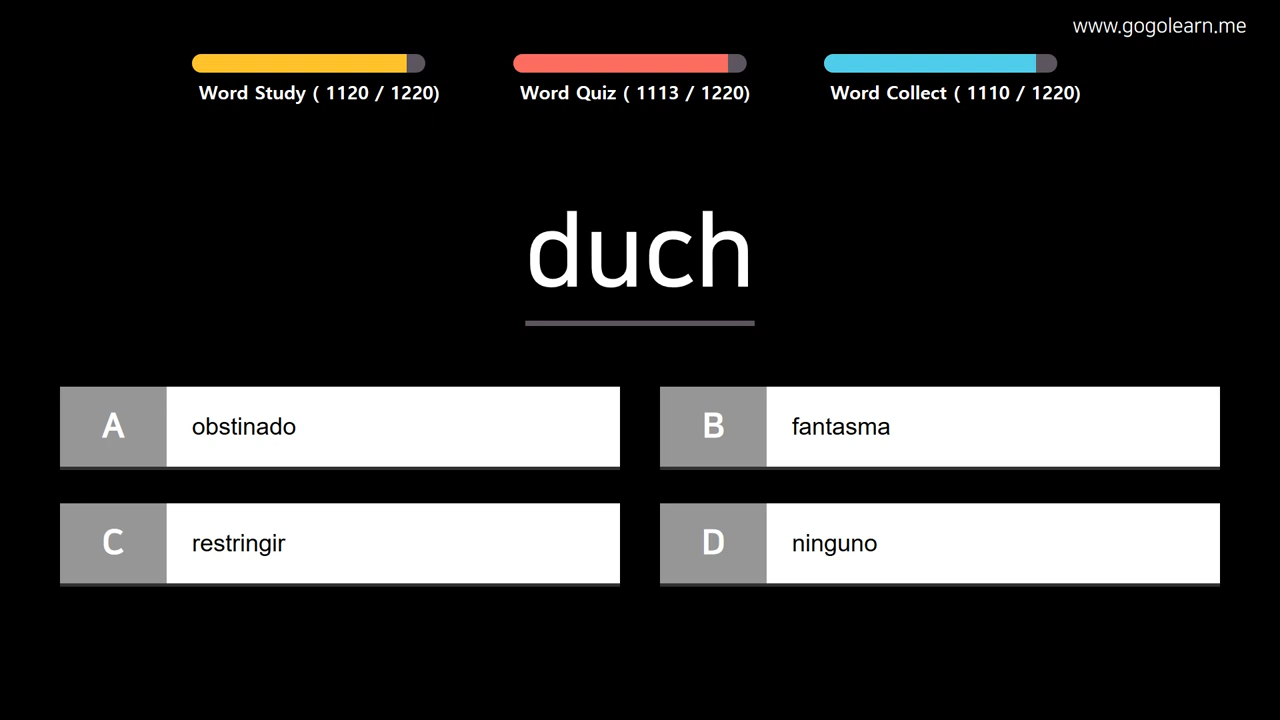 www.gogolearn.me
Word Study ( 1120 / 1220)
Word Quiz ( 1113 / 1220)
Word Collect ( 1110 / 1220)
duch
A obstinado
B fantasma
C restringir
D ninguno